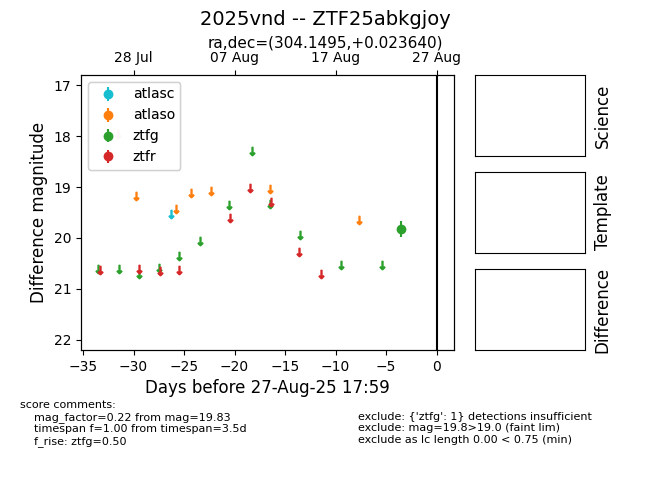 2025vnd -- ZTF25abkgjoy
ra,dec=(304.1495,+0.023640)
28 Jul
07 Aug
17 Aug
27 Aug
17
18
19
20
21
22
Difference magnitude
atlasc
atlaso
ztfg
ztfr
−35
−30
−25
−20
−15
−10
−5
0
Days before 27-Aug-25 17:59
Science
Template
Difference
score comments:
mag_factor=0.22 from mag=19.83
timespan f=1.00 from timespan=3.5d
f_rise: ztfg=0.50
exclude: {'ztfg': 1} detections insufficient
exclude: mag=19.8>19.0 (faint lim)
exclude as lc length 0.00 < 0.75 (min)